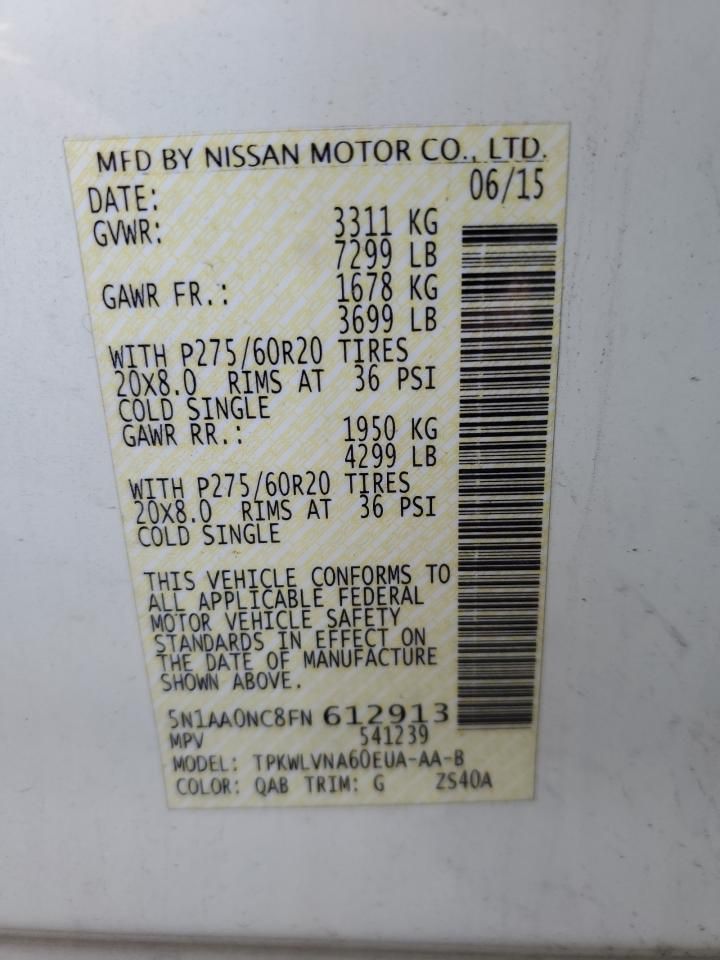 MFD BY NISSAN MOTOR CO., LTD.
DATE: 06/15
GVWR: 3311 KG
7299 LB
GAWR FR.: 1678 KG
3699 LB
WITH P275/60R20 TIRES
20X8.0 RIMS AT 36 PSI
COLD SINGLE
GAWR RR.: 1950 KG
4299 LB
WITH P275/60R20 TIRES
20X8.0 RIMS AT 36 PSI
COLD SINGLE
THIS VEHICLE CONFORMS TO
ALL APPLICABLE FEDERAL
MOTOR VEHICLE SAFETY
STANDARDS IN EFFECT ON
THE DATE OF MANUFACTURE
SHOWN ABOVE.
5N1AA0NC8FN 612913
MPV 541239
MODEL: TPKWLVNA60EUA-AA-B
COLOR: QAB TRIM: G ZS40A